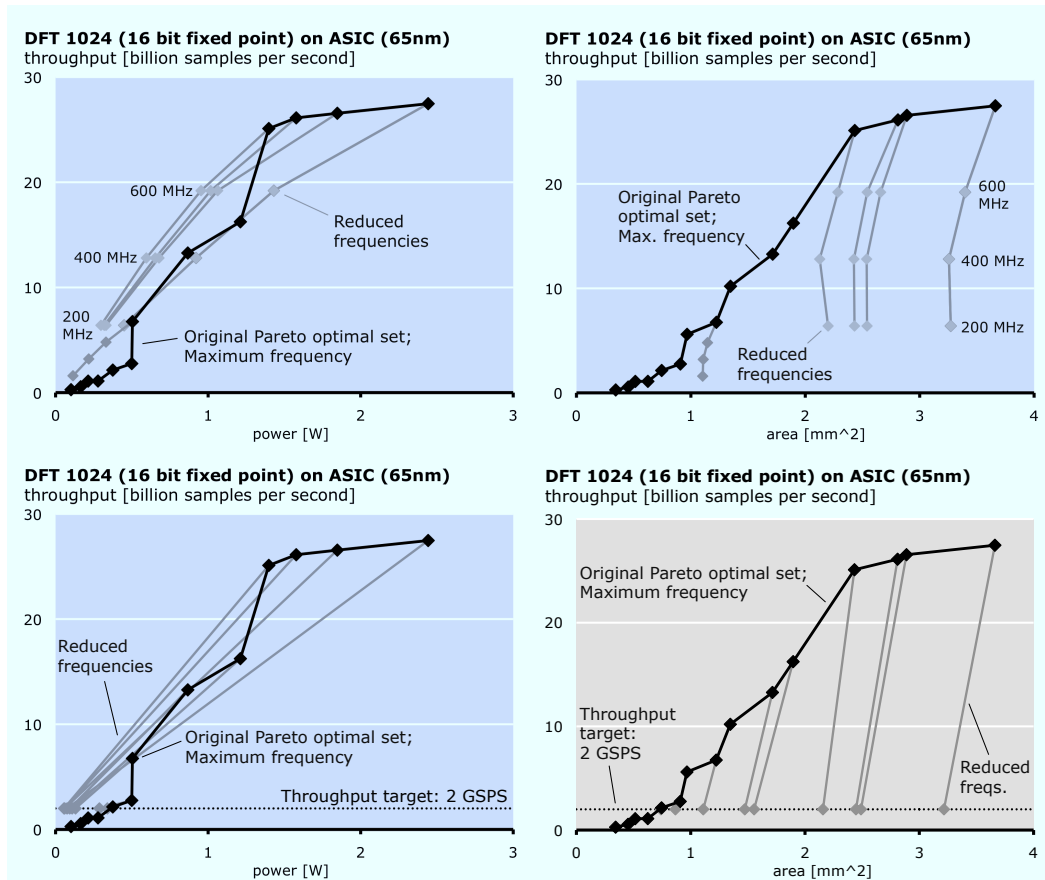 DFT 1024 (16 bit fixed point) on ASIC (65nm)
throughput [billion samples per second]
30
20
10
0
600 MHz
400 MHz
200
MHz
Reduced
frequencies
Original Pareto optimal set;
Maximum frequency
0
1
2
3
power [W]
DFT 1024 (16 bit fixed point) on ASIC (65nm)
throughput [billion samples per second]
30
20
10
0
Original Pareto
optimal set;
Max. frequency
600
MHz
400 MHz
200 MHz
Reduced
frequencies
0
1
2
3
4
area [mm^2]
DFT 1024 (16 bit fixed point) on ASIC (65nm)
throughput [billion samples per second]
30
20
10
0
Reduced
frequencies
Original Pareto optimal set;
Maximum frequency
Throughput target: 2 GSPS
0
1
2
3
power [W]
DFT 1024 (16 bit fixed point) on ASIC (65nm)
throughput [billion samples per second]
30
20
10
0
Original Pareto optimal set;
Maximum frequency
Throughput
target:
2 GSPS
Reduced
freqs.
0
1
2
3
4
area [mm^2]